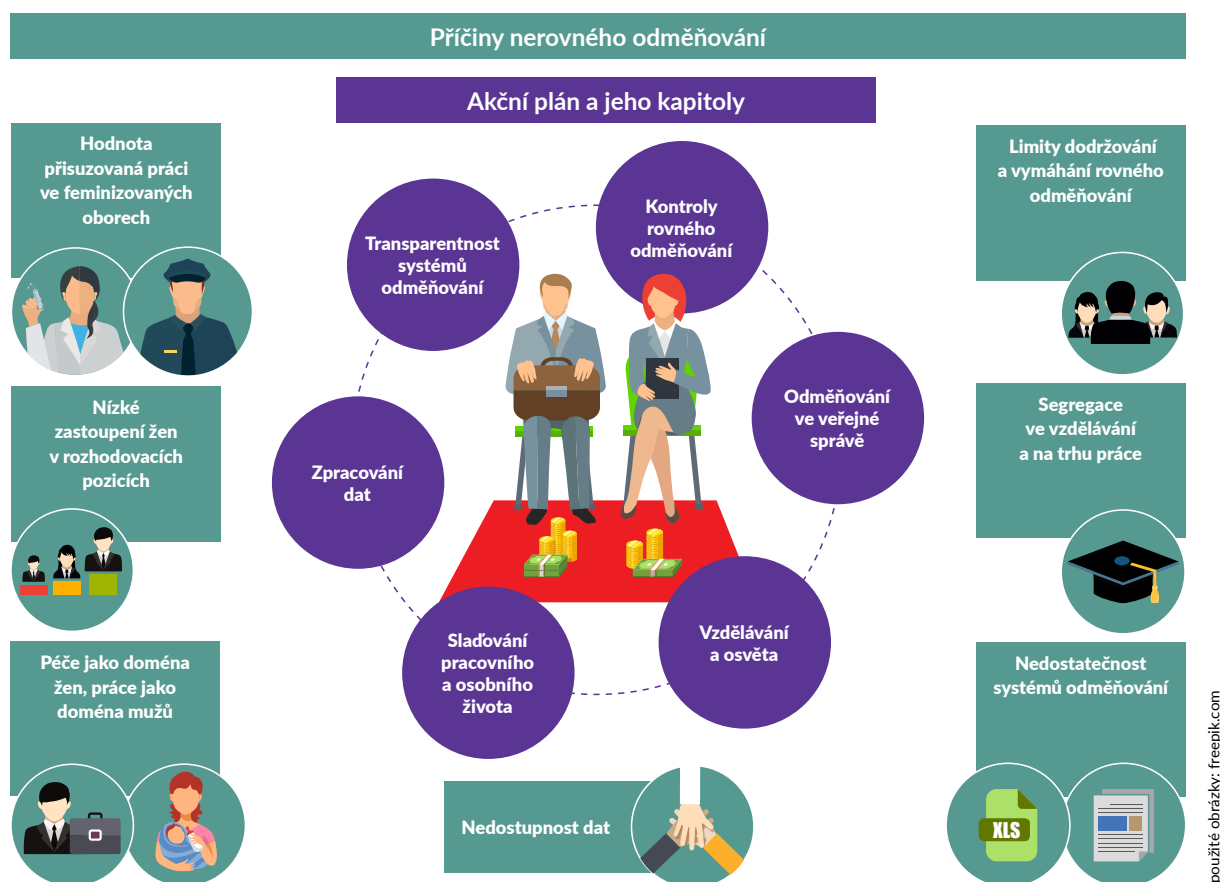 Příčiny nerovného odměňování
Akční plán a jeho kapitoly
Hodnota
přisuzovaná práci
ve feminizovaných
oborech
Nízké
zastoupení žen
v rozhodovacích
pozicích
Péče jako doména
žen, práce jako
doména mužů
Transparentnost
systémů
odměňování
Kontroly
rovného
odměňování
Odměňování
ve veřejné
správě
Vzdělávání
a osvěta
Slaďování
pracovního
a osobního
života
Zpracování
dat
Nedostupnost dat
Limity dodržování
a vymáhání rovného
odměňování
Segregace
ve vzdělávání
a na trhu práce
Nedostatečnost
systémů odměňování
XLS
použité obrázky: freepik.com